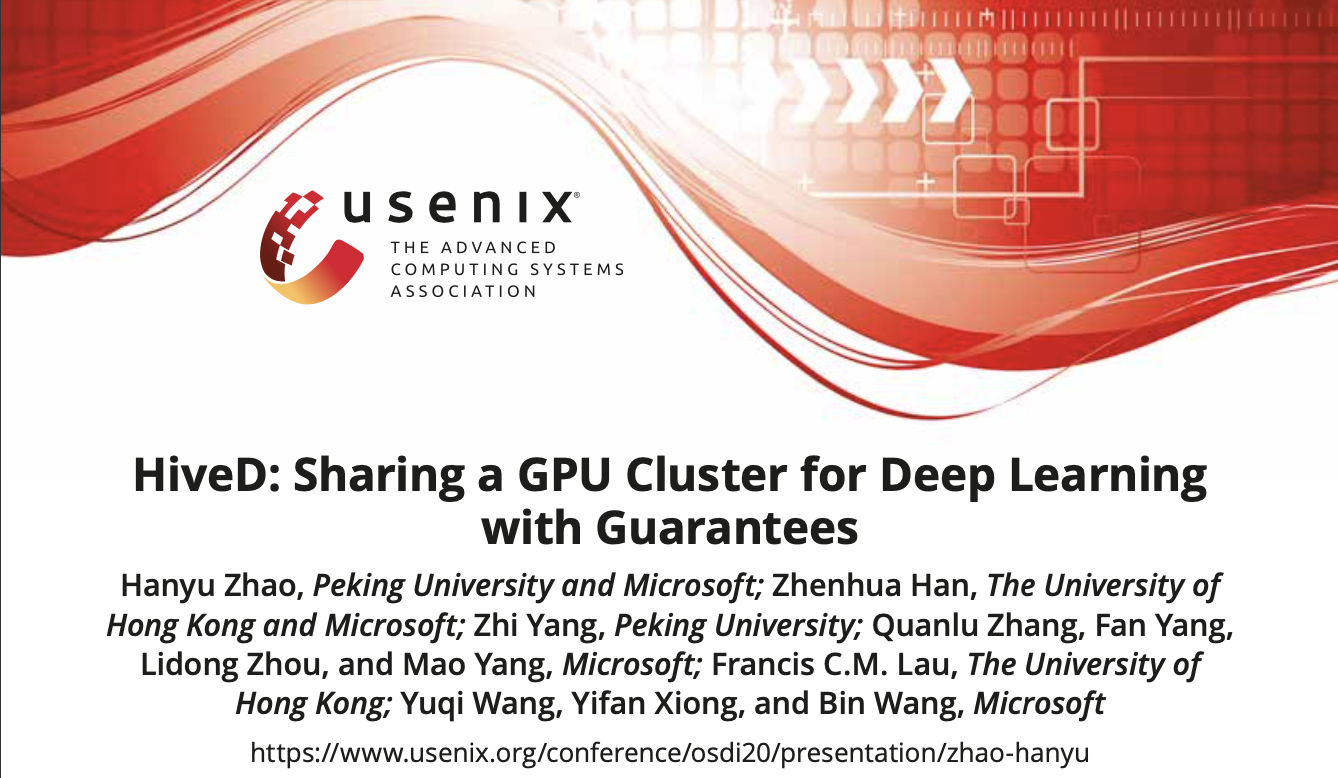 usenix®
THE ADVANCED
COMPUTING SYSTEMS
ASSOCIATION
HiveD: Sharing a GPU Cluster for Deep Learning
with Guarantees
Hanyu Zhao, Peking University and Microsoft; Zhenhua Han, The University of
Hong Kong and Microsoft; Zhi Yang, Peking University; Quanlu Zhang, Fan Yang,
Lidong Zhou, and Mao Yang, Microsoft; Francis C.M. Lau, The University of
Hong Kong; Yuqi Wang, Yifan Xiong, and Bin Wang, Microsoft
https://www.usenix.org/conference/osdi20/presentation/zhao-hanyu